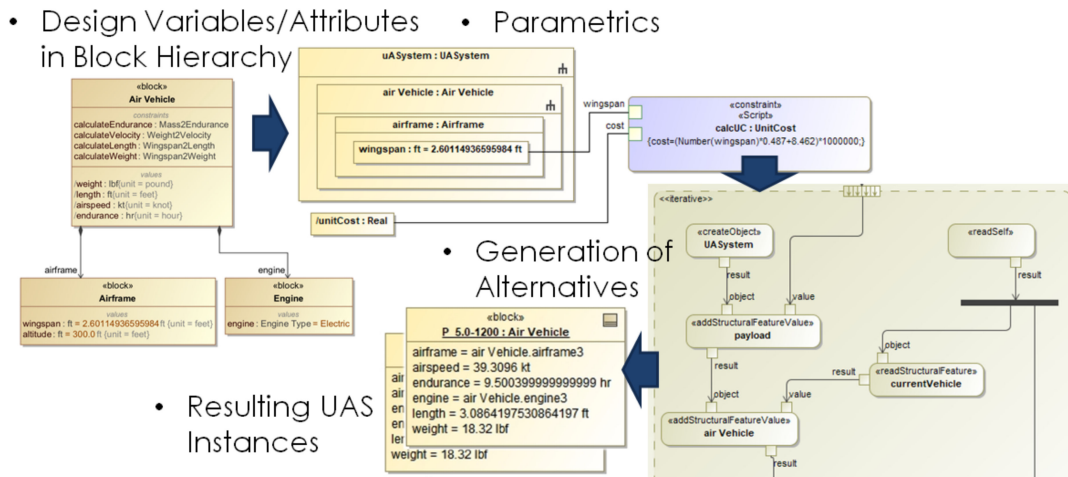 • Design Variables/Attributes
in Block Hierarchy
• Parametrics
«block»
Air Vehicle
constraints
calculateEndurance : Mass2Endurance
calculateVelocity : Weight2Velocity
calculateLength : Wingspan2Length
calculateWeight : Wingspan2Weight
values
/weight : lbf{unit = pound}
/length : ft{unit = feet}
/airspeed : kt{unit = knot}
/endurance : hr{unit = hour}
airframe
engine
«block»
Airframe
values
wingspan : ft = 2.60114936595984 ft {unit = feet}
altitude : ft = 300.0 ft {unit = feet}
«block»
Engine
values
engine : Engine Type = Electric
uASystem : UASystem
air Vehicle : Air Vehicle
airframe : Airframe
wingspan : ft = 2.60114936595984 ft
/unitCost : Real
wingspan
cost
«constraint»
«Script»
calcUC : UnitCost
{cost=(Number(wingspan)*0.487+8.462)*1000000;}
<<iterative>>
«createObject»
UASystem
result
object
value
«readSelf»
result
«addStructuralFeatureValue»
payload
result
object
object
«readStructuralFeature»
currentVehicle
result
value
«addStructuralFeatureValue»
air Vehicle
result
• Generation of
Alternatives
«block»
P_5.0-1200 : Air Vehicle
airframe = air Vehicle.airframe3
airspeed = 39.3096 kt
endurance = 9.500399999999999 hr
engine = air Vehicle.engine3
length = 3.0864197530864197 ft
weight = 18.32 lbf
air
air
en
en
ler
weight = 18.32 lbf
• Resulting UAS
Instances